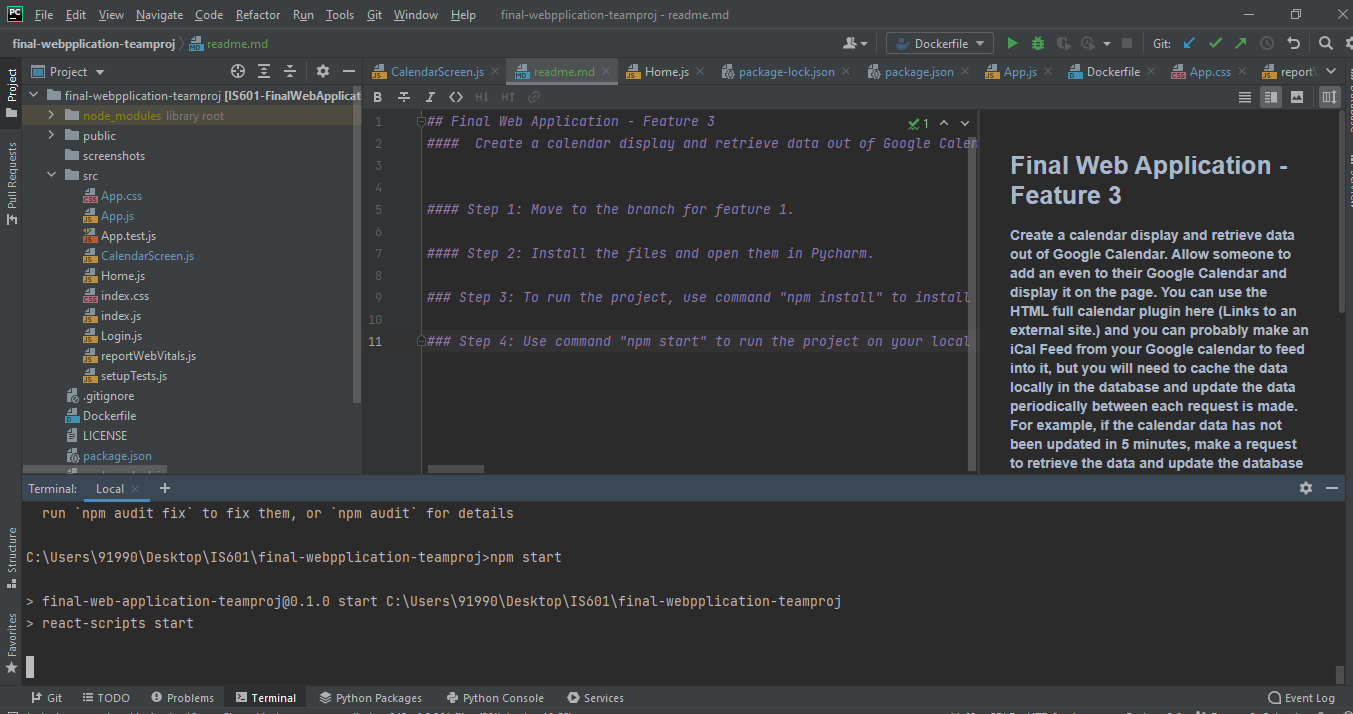 PC File Edit View Navigate Code Refactor Run Tools Git Window Help final-webpplication-teamproj - readme.md
final-webpplication-teamproj readme.md Dockerfile Git:
Project CalendarScreen.js readme.md Home.js package-lock.json package.json App.js Dockerfile App.css report
Project
Pull Requests
Structure
Favorites
final-webpplication-teamproj [IS601-FinalWebApplicat
node_modules library root
public
screenshots
src
App.css
App.js
App.test.js
CalendarScreen.js
Home.js
index.css
index.js
Login.js
reportWebVitals.js
setupTests.js
.gitignore
Dockerfile
LICENSE
package.json
B I H↓ H↑
1 ## Final Web Application - Feature 3
2 #### Create a calendar display and retrieve data out of Google Calen
3
4
5 #### Step 1: Move to the branch for feature 1.
6
7 #### Step 2: Install the files and open them in Pycharm.
8
9 ### Step 3: To run the project, use command "npm install" to install
10
11 ### Step 4: Use command "npm start" to run the project on your local
1
Final Web Application -
Feature 3
Create a calendar display and retrieve data
out of Google Calendar. Allow someone to
add an even to their Google Calendar and
display it on the page. You can use the
HTML full calendar plugin here (Links to an
external site.) and you can probably make an
iCal Feed from your Google calendar to feed
into it, but you will need to cache the data
locally in the database and update the data
periodically between each request is made.
For example, if the calendar data has not
been updated in 5 minutes, make a request
to retrieve the data and update the database
Terminal: Local
run `npm audit fix` to fix them, or `npm audit` for details
C:\Users\91990\Desktop\IS601\final-webpplication-teamproj>npm start
> final-web-application-teamproj@0.1.0 start C:\Users\91990\Desktop\IS601\final-webpplication-teamproj
> react-scripts start
Git TODO Problems Terminal Python Packages Python Console Services Event Log